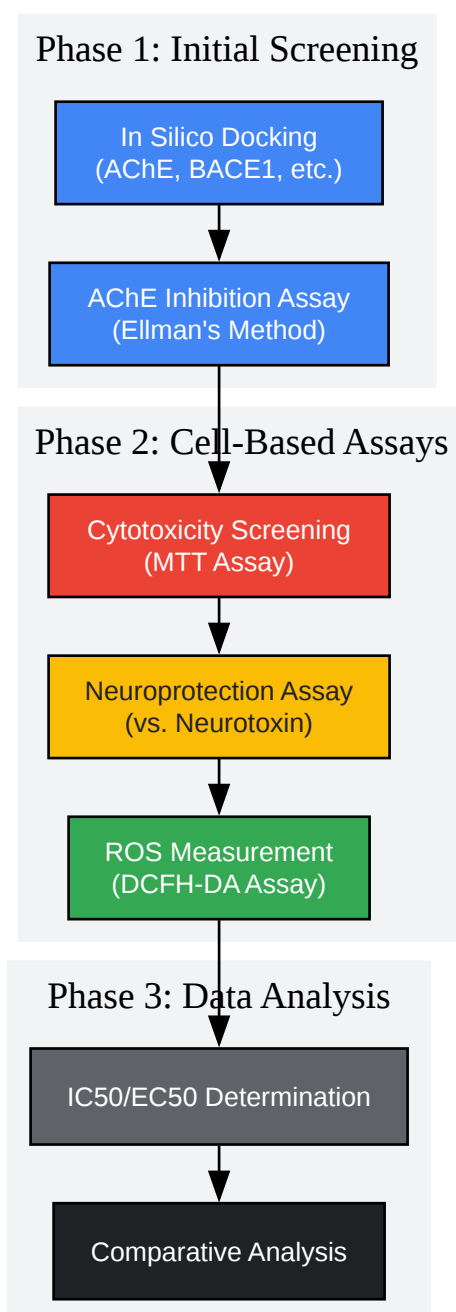 Phase 1: Initial Screening
In Silico Docking
(AChE, BACE1, etc.)
AChE Inhibition Assay
(Ellman's Method)
Phase 2: Cell-Based Assays
Cytotoxicity Screening
(MTT Assay)
Neuroprotection Assay
(vs. Neurotoxin)
ROS Measurement
(DCFH-DA Assay)
Phase 3: Data Analysis
IC50/EC50 Determination
Comparative Analysis